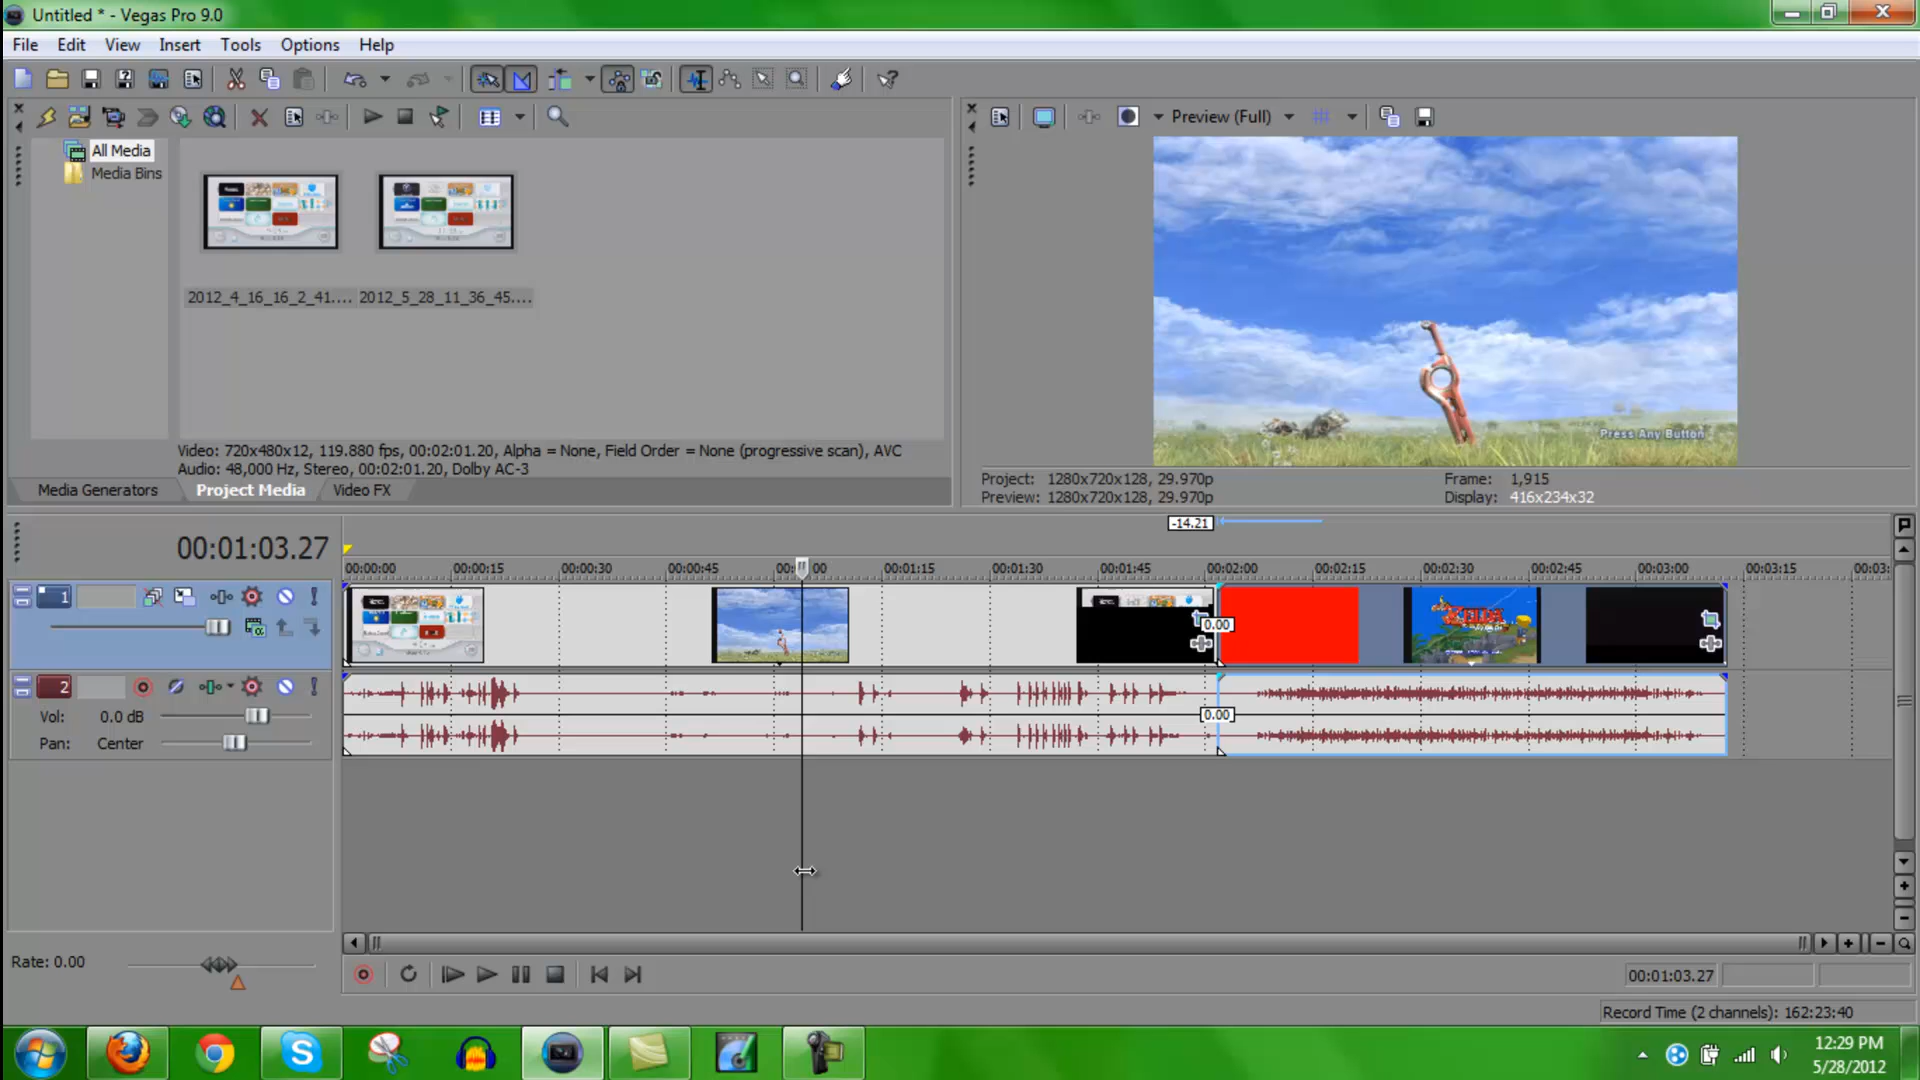 Untitled * - Vegas Pro 9.0
File Edit View Insert Tools Options Help
Preview (Full)
All Media
Media Bins
2012_4_16_16_2_41....
2012_5_28_11_36_45....
Press Any Button
Video: 720x480x12, 119.880 fps, 00:02:01.20, Alpha = None, Field Order = None (progressive scan), AVC
Audio: 48,000 Hz, Stereo, 00:02:01.20, Dolby AC-3
Media Generators Project Media Video FX
Project: 1280x720x128, 29.970p Frame: 1,915
Preview: 1280x720x128, 29.970p Display: 416x234x32
-14.21
00:01:03.27
00:00:00 00:00:15 00:00:30 00:00:45 00: 00 00:01:15 00:01:30 00:01:45 00:02:00 00:02:15 00:02:30 00:02:45 00:03:00 00:03:15 00:03:
1
0.00
ZELDA
2
Vol: 0.0 dB
0.00
Pan: Center
Rate: 0.00
00:01:03.27
Record Time (2 channels): 162:23:40
12:29 PM
5/28/2012